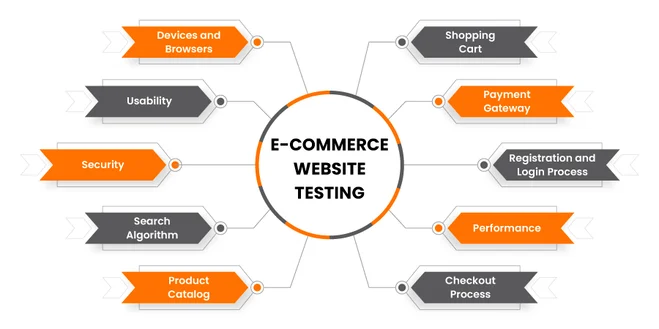 Devices and
Browsers
Shopping
Cart
Usability
Payment
Gateway
E-COMMERCE
WEBSITE
TESTING
Security
Registration and
Login Process
Search
Algorithm
Performance
Product
Catalog
Checkout
Process